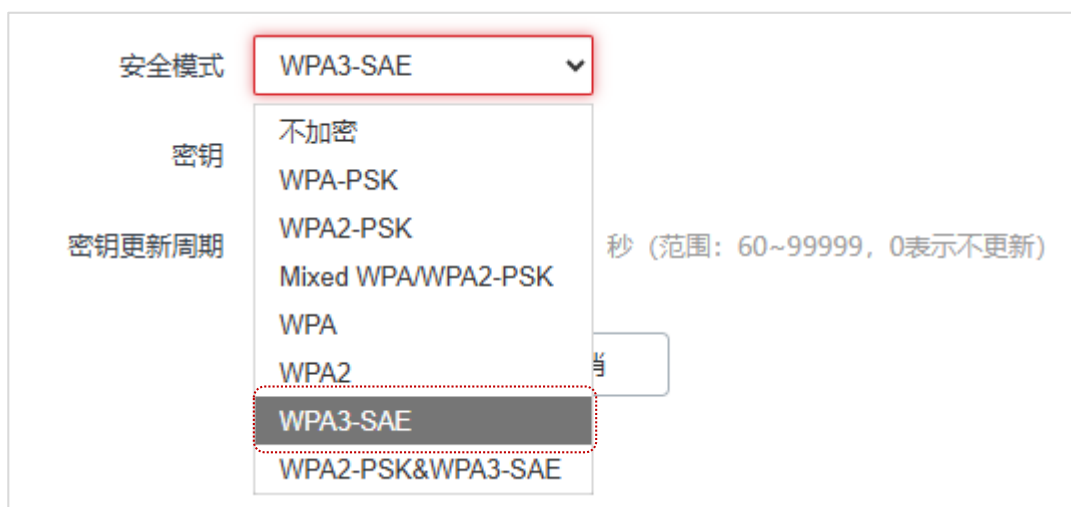 安全模式 WPA3-SAE
不加密
密钥
WPA-PSK
WPA2-PSK
密钥更新周期 秒（范围：60~99999，0表示不更新）
Mixed WPA/WPA2-PSK
WPA
WPA2
WPA3-SAE
WPA2-PSK&WPA3-SAE